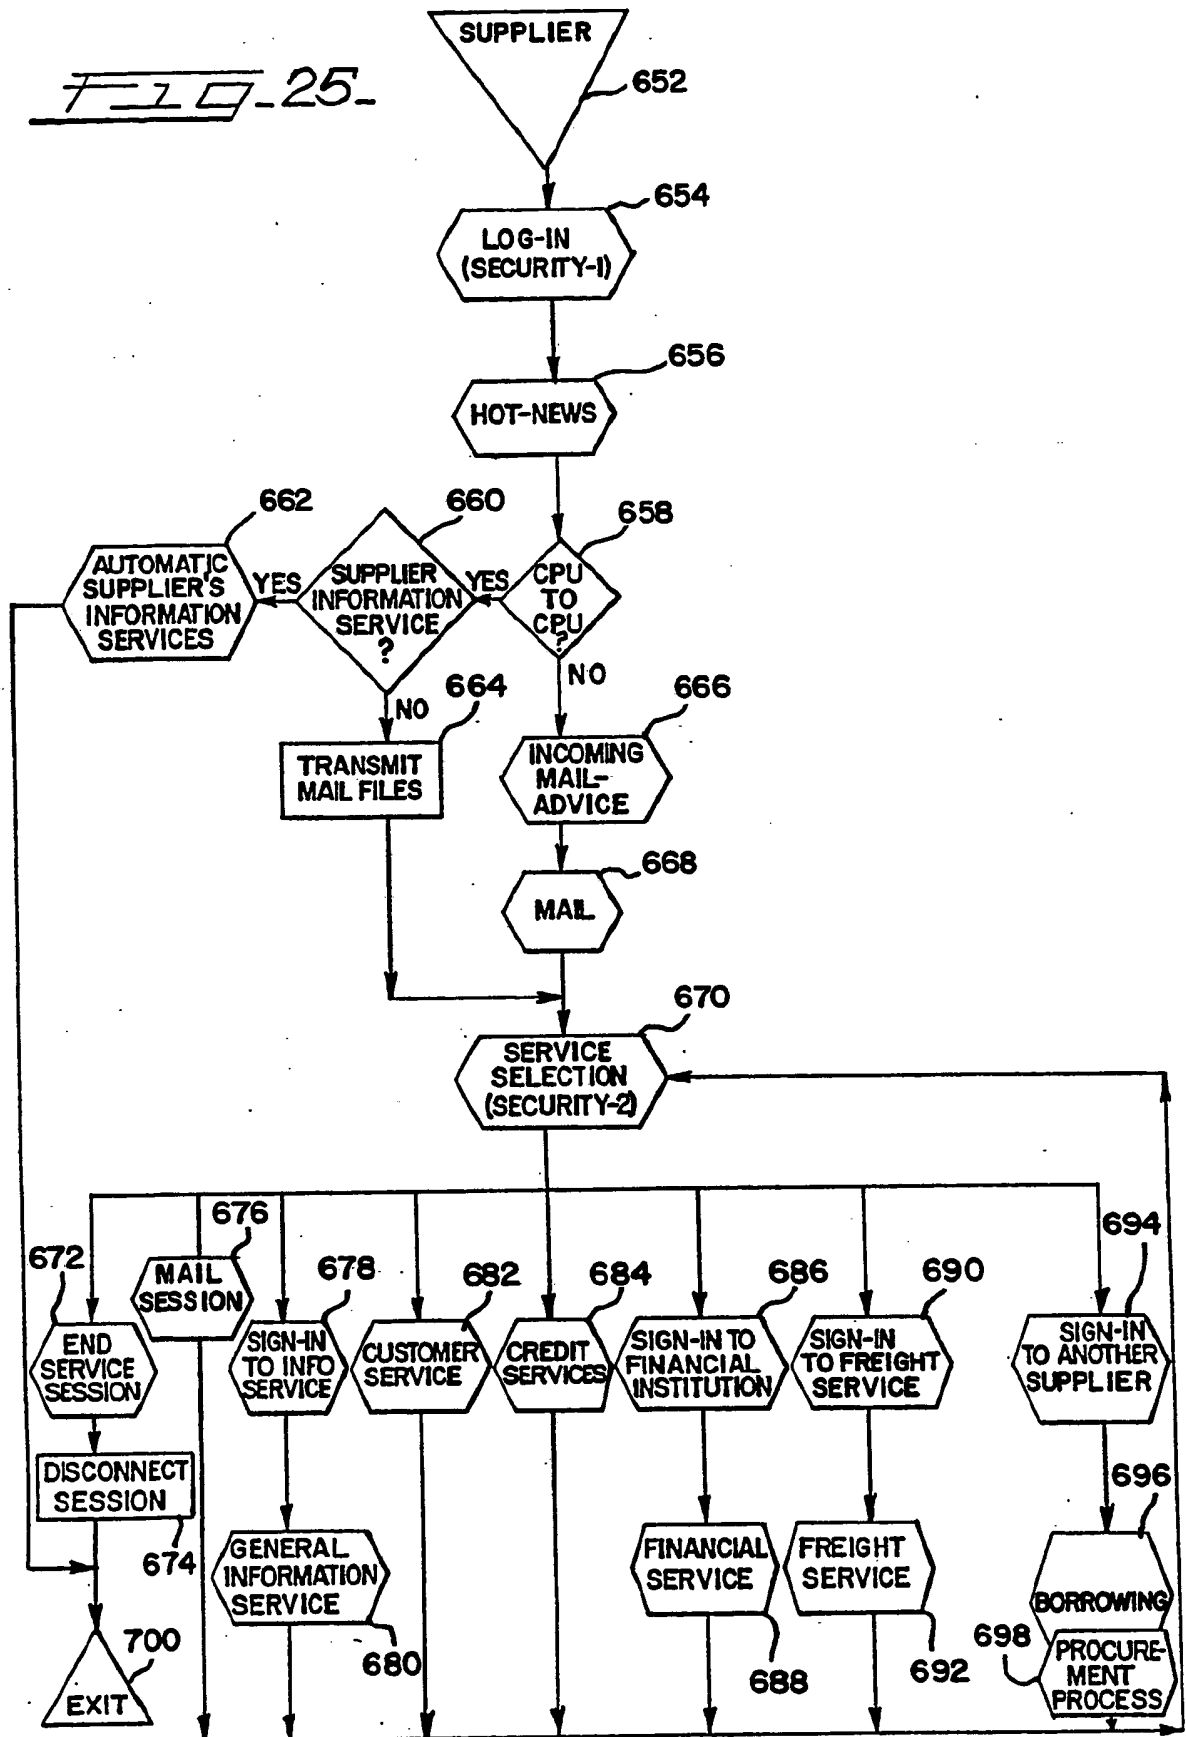 SUPPLIER
Fig-25-
652
654
LOG-IN
(SECURITY-1)
656
HOT-NEWS
662
660
658
AUTOMATIC
SUPPLIER'S
INFORMATION
SERVICES
YES
SUPPLIER
INFORMATION
SERVICE
?
YES
CPU
TO
CPU
?
NO
NO
664
666
TRANSMIT
MAIL FILES
INCOMING
MAIL-
ADVICE
668
MAIL
670
SERVICE
SELECTION
(SECURITY-2)
672
676
678
682
684
686
690
694
MAIL
SESSION
END
SERVICE
SESSION
SIGN-IN
TO INFO
SERVICE
CUSTOMER
SERVICE
CREDIT
SERVICES
SIGN-IN TO
FINANCIAL
INSTITUTION
SIGN-IN
TO FREIGHT
SERVICE
SIGN-IN
TO ANOTHER
SUPPLIER
DISCONNECT
SESSION
674
696
GENERAL
INFORMATION
SERVICE
680
FINANCIAL
SERVICE
688
FREIGHT
SERVICE
692
BORROWING
698
PROCURE-
MENT
PROCESS
700
EXIT